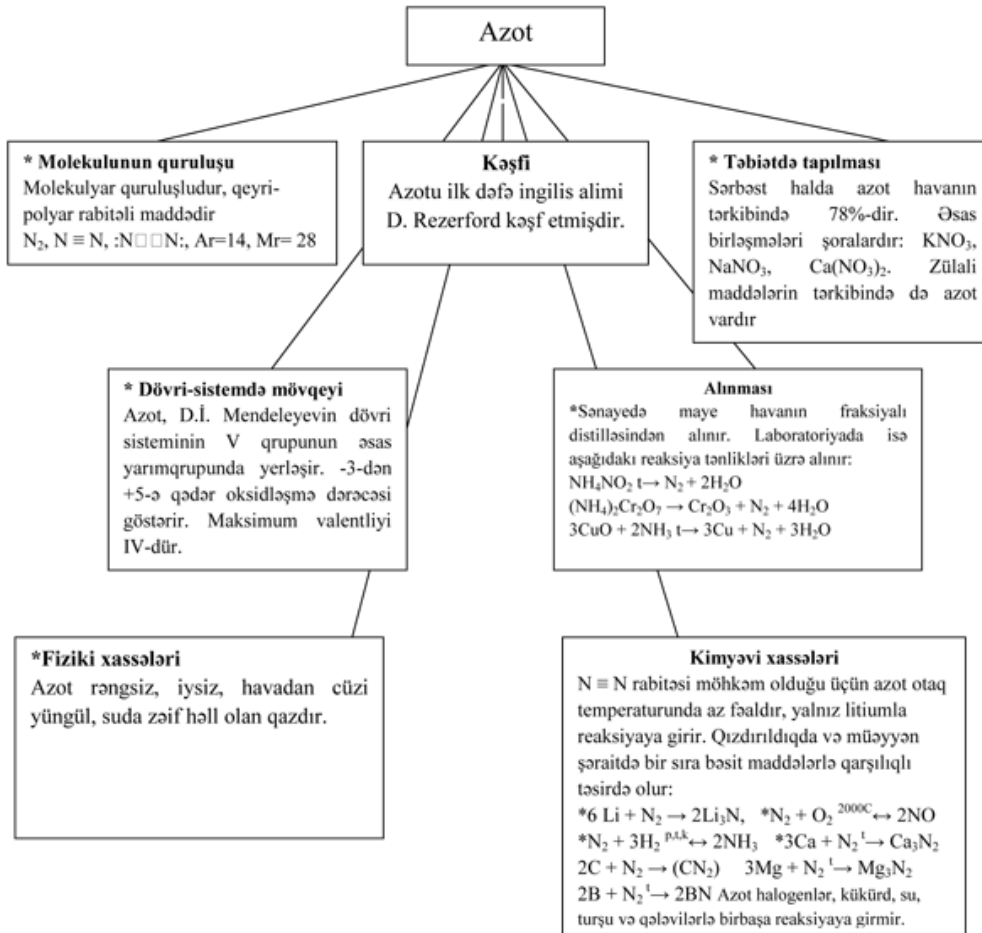 Azot
* Molekulunun quruluşu
Molekulyar quruluşludur, qeyri-
polyar rabitəli maddədir
N₂, N ≡ N, :N□□N:, Ar=14, Mr= 28
Kəşfi
Azotu ilk dəfə ingilis alimi
D. Rezerford kəşf etmişdir.
* Təbiətdə tapılması
Sərbəst halda azot havanın
tərkibində 78%-dir. Əsas
birləşmələri şoralardır: KNO₃,
NaNO₃, Ca(NO₃)₂. Zülali
maddələrin tərkibində də azot
vardır
* Dövri-sistemdə mövqeyi
Azot, D.İ. Mendeleyevin dövri
sisteminin V qrupunun əsas
yarımqrupunda yerləşir. -3-dən
+5-ə qədər oksidləşmə dərəcəsi
göstərir. Maksimum valentliyi
IV-dür.
Alınması
*Sənayedə maye havanın fraksiyalı
distilləsindən alınır. Laboratoriyada isə
aşağıdakı reaksiya tənlikləri üzrə alınır:
NH₄NO₂ t→ N₂ + 2H₂O
(NH₄)₂Cr₂O₇ → Cr₂O₃ + N₂ + 4H₂O
3CuO + 2NH₃ t→ 3Cu + N₂ + 3H₂O
*Fiziki xassələri
Azot rəngsiz, iysiz, havadan cüzi
yüngül, suda zəif həll olan qazdır.
Kimyəvi xassələri
N ≡ N rabitəsi möhkəm olduğu üçün azot otaq
temperaturunda az fəaldır, yalnız litiumla
reaksiyaya girir. Qızdırıldıqda və müəyyən
şəraitdə bir sıra bəsit maddələrlə qarşılıqlı
təsirdə olur:
*6 Li + N₂ → 2Li₃N, *N₂ + O₂ ²⁰⁰⁰ᶜ↔ 2NO
*N₂ + 3H₂ ᵖ,ᵗ,ᵏ↔ 2NH₃ *3Ca + N₂ ᵗ→ Ca₃N₂
2C + N₂ → (CN₂) 3Mg + N₂ ᵗ→ Mg₃N₂
2B + N₂ ᵗ→ 2BN Azot halogenlər, kükürd, su,
turşu və qələvilərlə birbaşa reaksiyaya girmir.